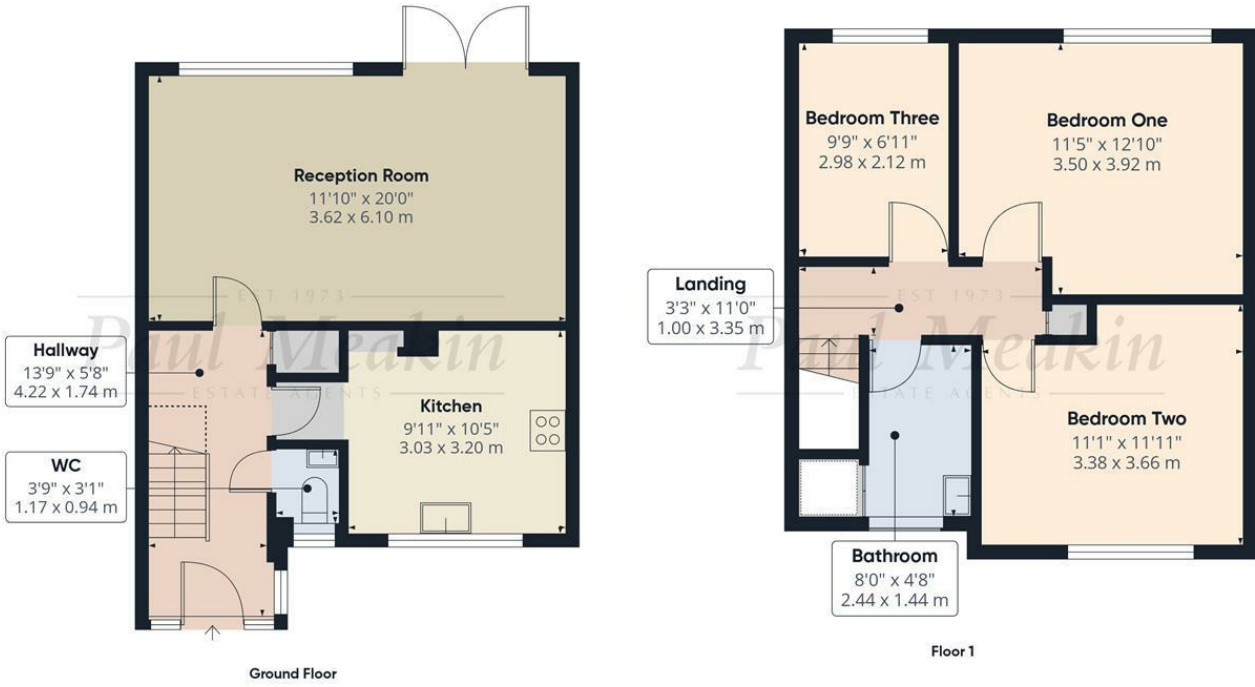 Reception Room
11'10" x 20'0"
3.62 x 6.10 m
EST 1973
Paul Meakin
ESTATE AGENTS
Hallway
13'9" x 5'8"
4.22 x 1.74 m
Kitchen
9'11" x 10'5"
3.03 x 3.20 m
WC
3'9" x 3'1"
1.17 x 0.94 m
Ground Floor
Bedroom Three
9'9" x 6'11"
2.98 x 2.12 m
Bedroom One
11'5" x 12'10"
3.50 x 3.92 m
Landing
3'3" x 11'0"
1.00 x 3.35 m
EST 1973
Paul Meakin
ESTATE AGENTS
Bedroom Two
11'1" x 11'11"
3.38 x 3.66 m
Bathroom
8'0" x 4'8"
2.44 x 1.44 m
Floor 1